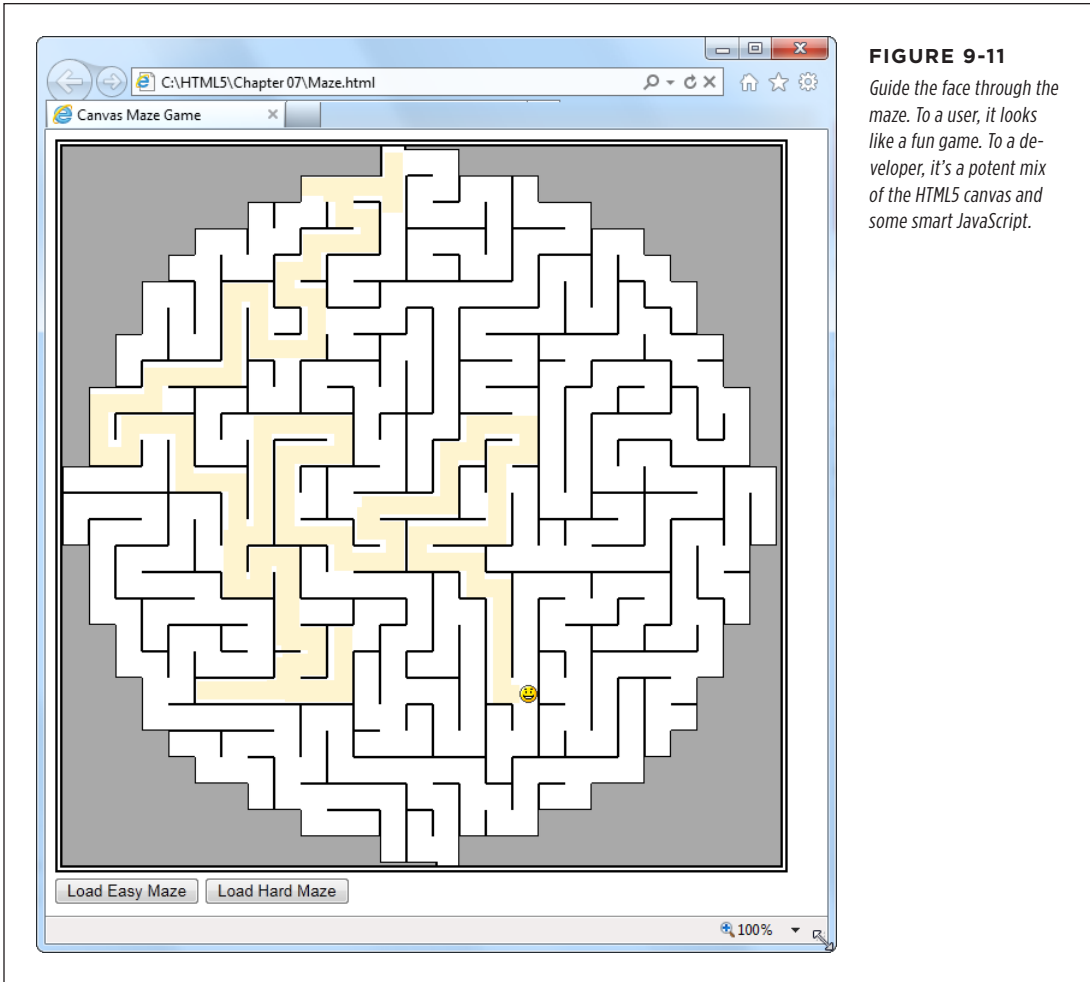 C:\HTML5\Chapter 07\Maze.html
Canvas Maze Game
Load Easy Maze
Load Hard Maze
100%
FIGURE 9-11
Guide the face through the
maze. To a user, it looks
like a fun game. To a de-
veloper, it's a potent mix
of the HTML5 canvas and
some smart JavaScript.